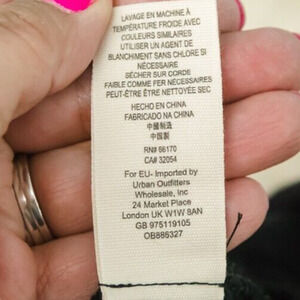 LAVAGE EN MACHINE À
TEMPÉRATURE FROIDE AVEC
COULEURS SIMILAIRES
UTILISER UN AGENT DE
BLANCHIMENT SANS CHLORE SI
NÉCESSAIRE
SÉCHER SUR CORDE
FAIBLE COMME FER NÉCESSAIRES
PEUT-ÊTRE ÊTRE NETTOYÉ SEC
HECHO EN CHINA
FABRICADO NA CHINA
中國制造
中国製
RN# 66170
CA# 32054
For EU- Imported by
Urban Outfitters
Wholesale, Inc
24 Market Place
London UK W1W 8AN
GB 975119105
OB886327